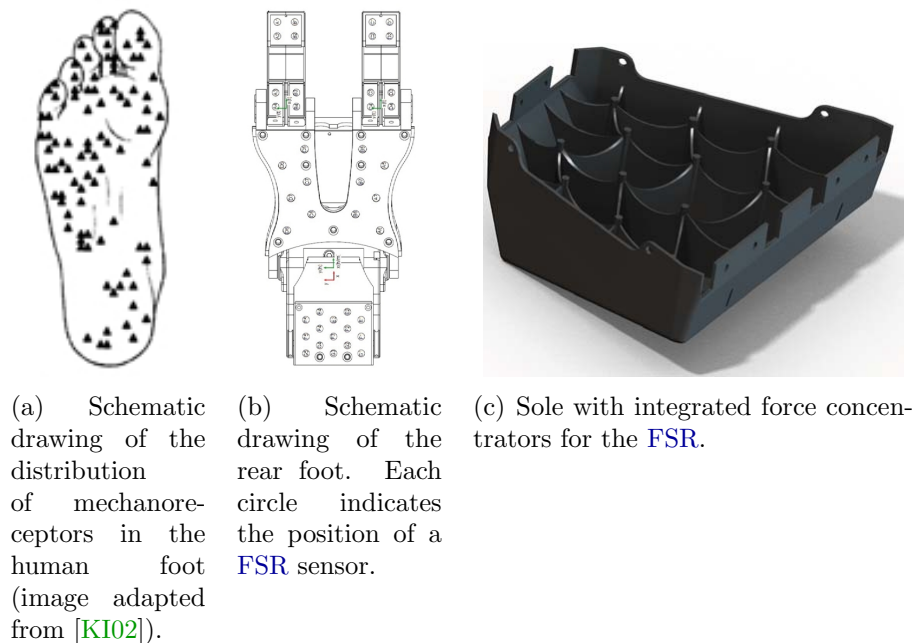 (a) Schematic
drawing of the
distribution
of mechanore-
ceptors in the
human foot
(image adapted
from [KI02]).
(b) Schematic
drawing of the
rear foot. Each
circle indicates
the position of a
FSR sensor.
(c) Sole with integrated force concen-
trators for the FSR.